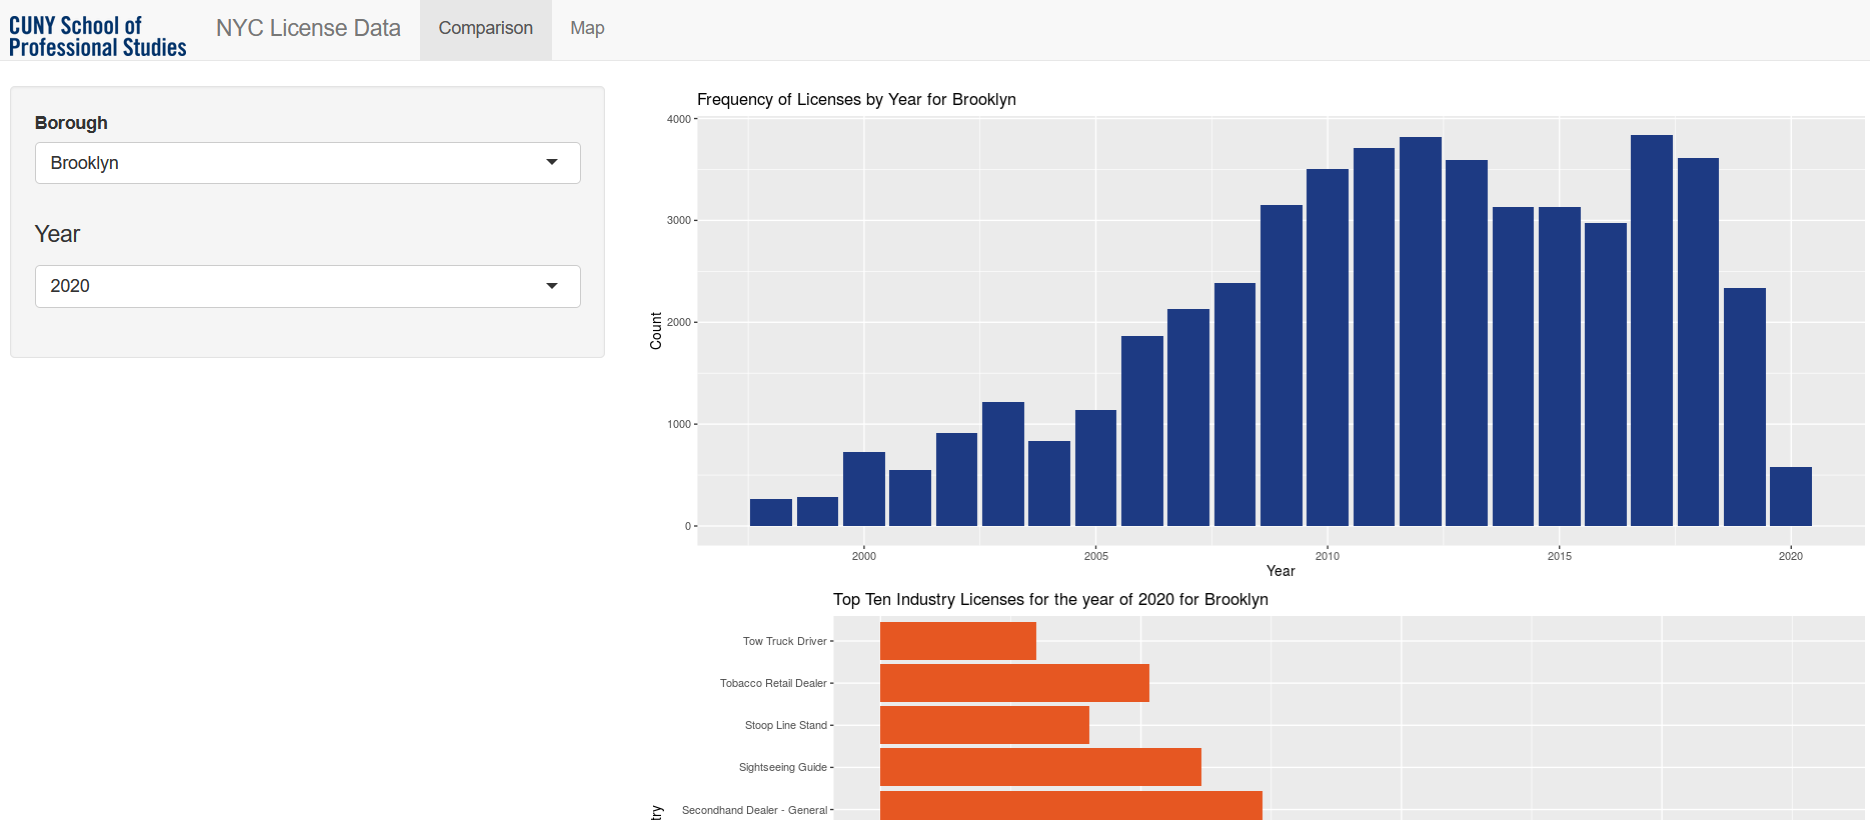 CUNY School of
Professional Studies
NYC License Data
Comparison
Map
Borough
Brooklyn
Year
2020
Frequency of Licenses by Year for Brooklyn
4000
3000
2000
1000
0
Count
2000
2005
2010
2015
2020
Year
Top Ten Industry Licenses for the year of 2020 for Brooklyn
Tow Truck Driver
Tobacco Retail Dealer
Stoop Line Stand
Sightseeing Guide
Secondhand Dealer - General
try